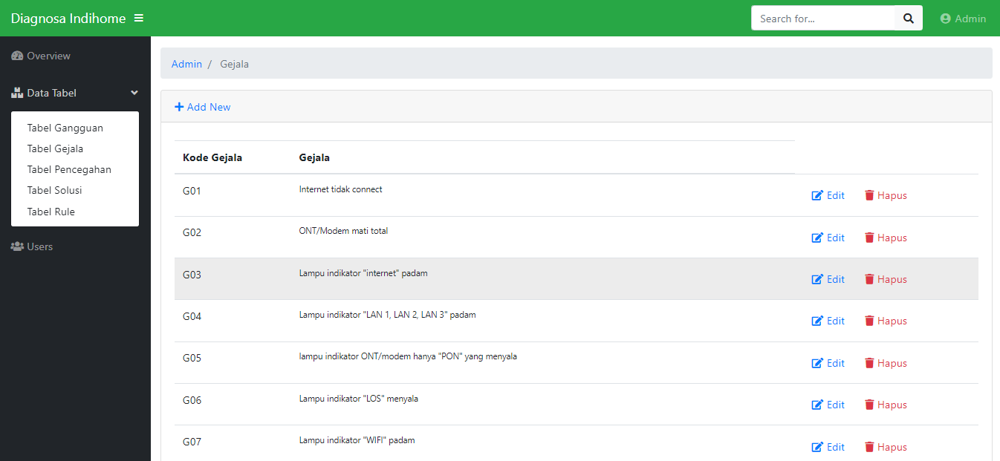 Diagnosa Indihome
Search for...
Admin
Overview
Data Tabel
Tabel Gangguan
Tabel Gejala
Tabel Pencegahan
Tabel Solusi
Tabel Rule
Users
Admin / Gejala
Add New
Kode Gejala Gejala
G01 Internet tidak connect Edit Hapus
G02 ONT/Modem mati total Edit Hapus
G03 Lampu indikator "internet" padam Edit Hapus
G04 Lampu indikator "LAN 1, LAN 2, LAN 3" padam Edit Hapus
G05 lampu indikator ONT/modem hanya "PON" yang menyala Edit Hapus
G06 Lampu indikator "LOS" menyala Edit Hapus
G07 Lampu indikator "WIFI" padam Edit Hapus